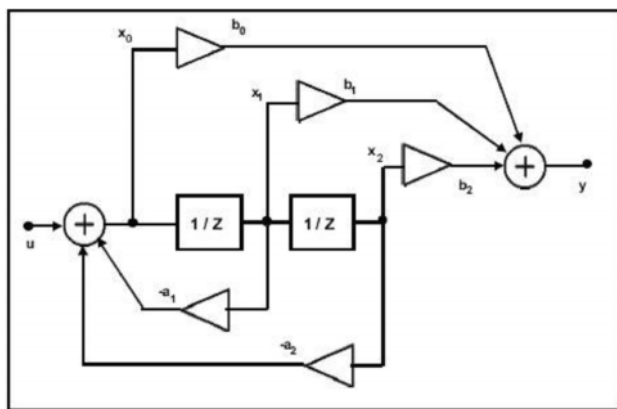 x₀
b₀
x₁
b₁
x₂
b₂
+
y
u
+
1 / Z
1 / Z
-a₁
-a₂